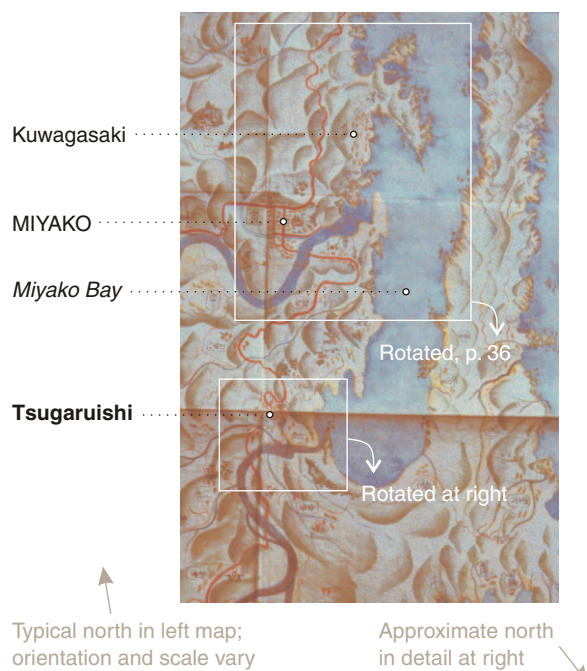 Kuwagasaki
MIYAKO
Miyako Bay
Rotated, p. 36
Tsugaruishi
Rotated at right
Typical north in left map;
orientation and scale vary
Approximate north
in detail at right